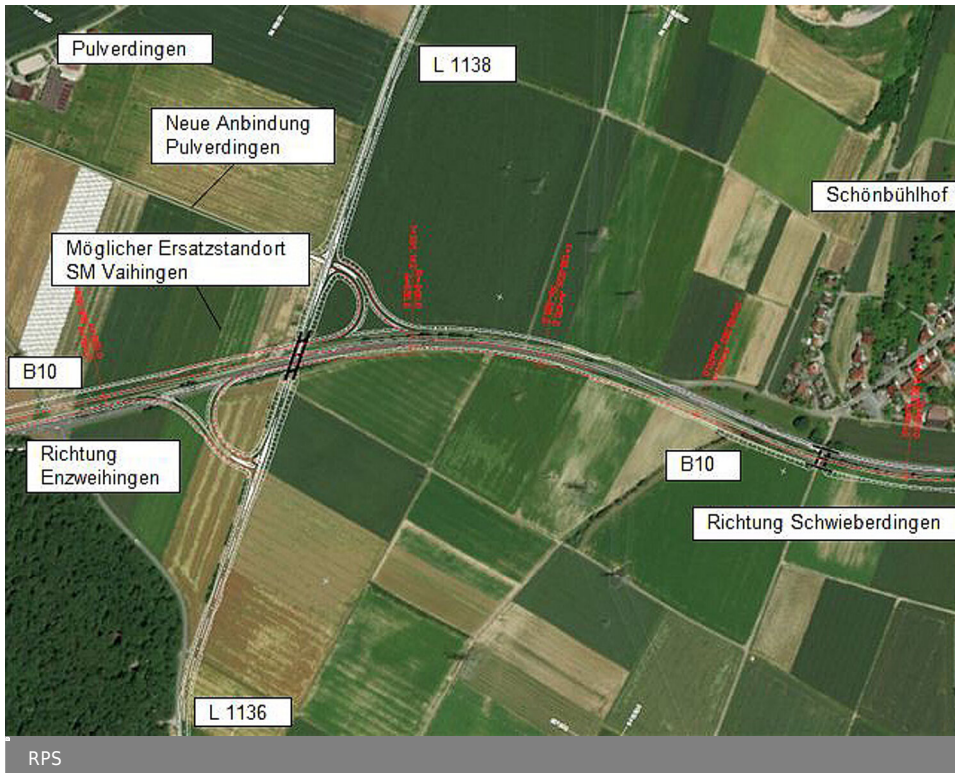 Pulverdingen
L 1138
Neue Anbindung
Pulverdingen
Schönbühlhof
Möglicher Ersatzstandort
SM Vaihingen
B10
Richtung
Enzweihingen
B10
Richtung Schwieberdingen
L 1136
RPS